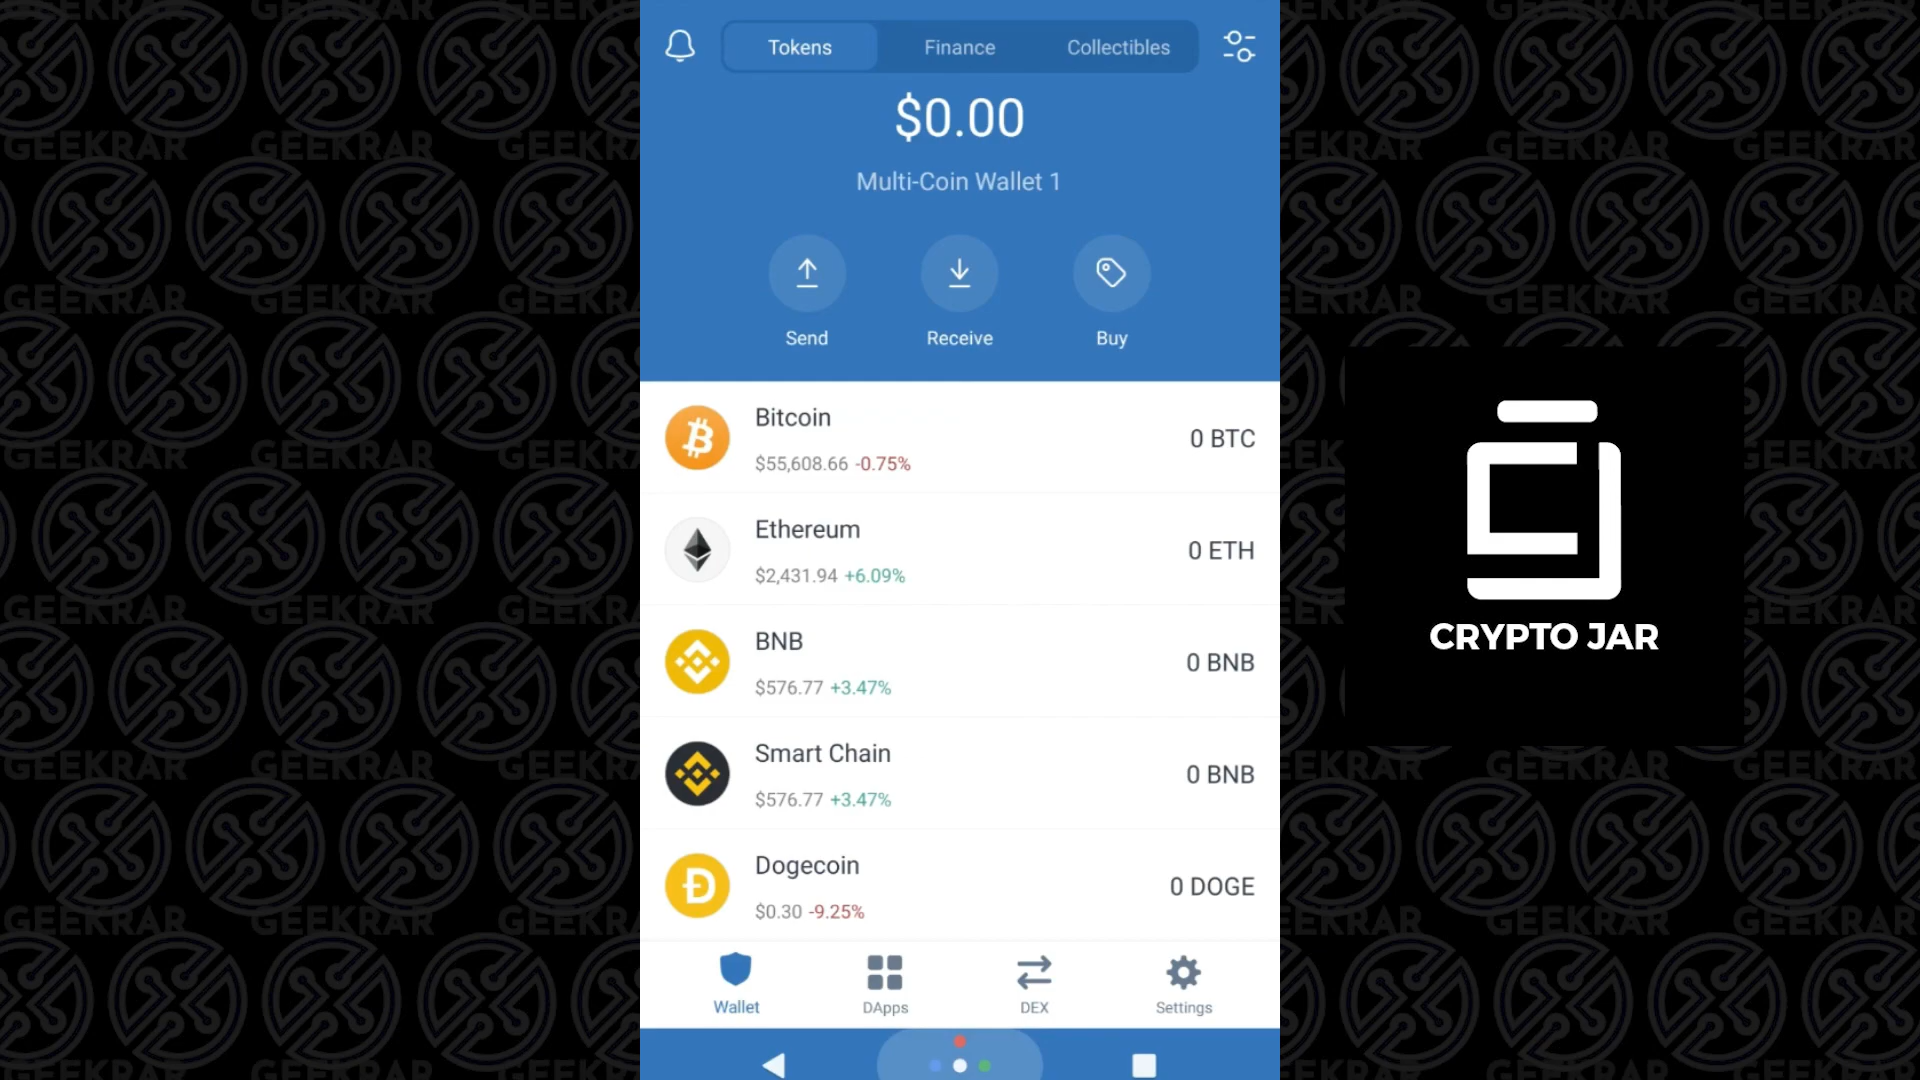 Tokens
Finance
Collectibles
$0.00
Multi-Coin Wallet 1
Send
Receive
Buy
Bitcoin
$55,608.66 -0.75%
0 BTC
Ethereum
$2,431.94 +6.09%
0 ETH
BNB
$576.77 +3.47%
0 BNB
Smart Chain
$576.77 +3.47%
0 BNB
Dogecoin
$0.30 -9.25%
0 DOGE
Wallet
DApps
DEX
Settings
CRYPTO JAR
GEEKRAR